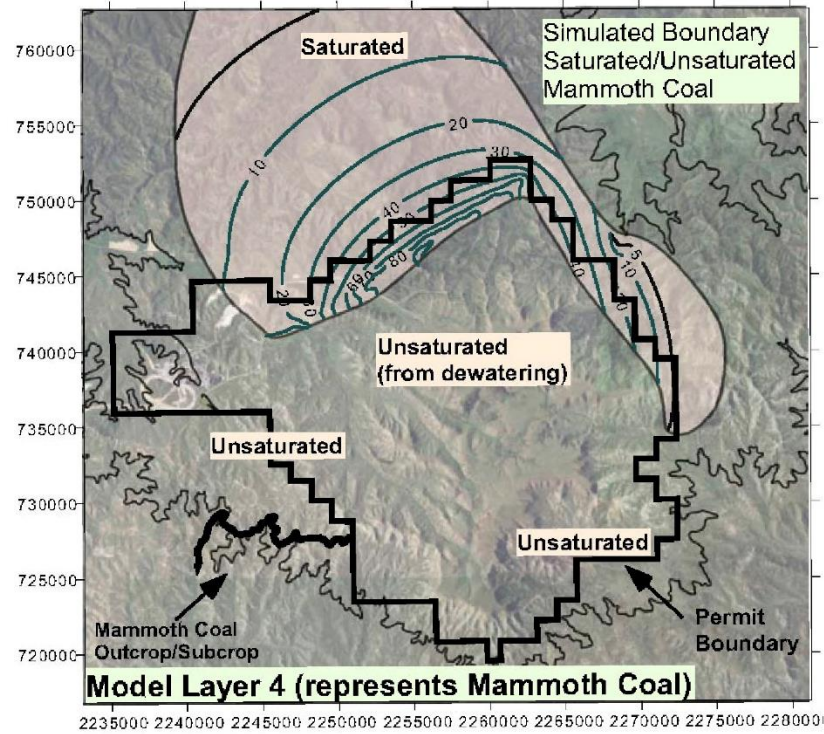 760000
755000
750000
745000
740000
735000
730000
725000
720000
Saturated
Simulated Boundary
Saturated/Unsaturated
Mammoth Coal
10
20
30
40
80
60
20
10
5
10
Unsaturated
(from dewatering)
Unsaturated
Unsaturated
Mammoth Coal
Outcrop/Subcrop
Permit
Boundary
Model Layer 4 (represents Mammoth Coal)
2235000 2240000 2245000 2250000 2255000 2260000 2265000 2270000 2275000 2280000